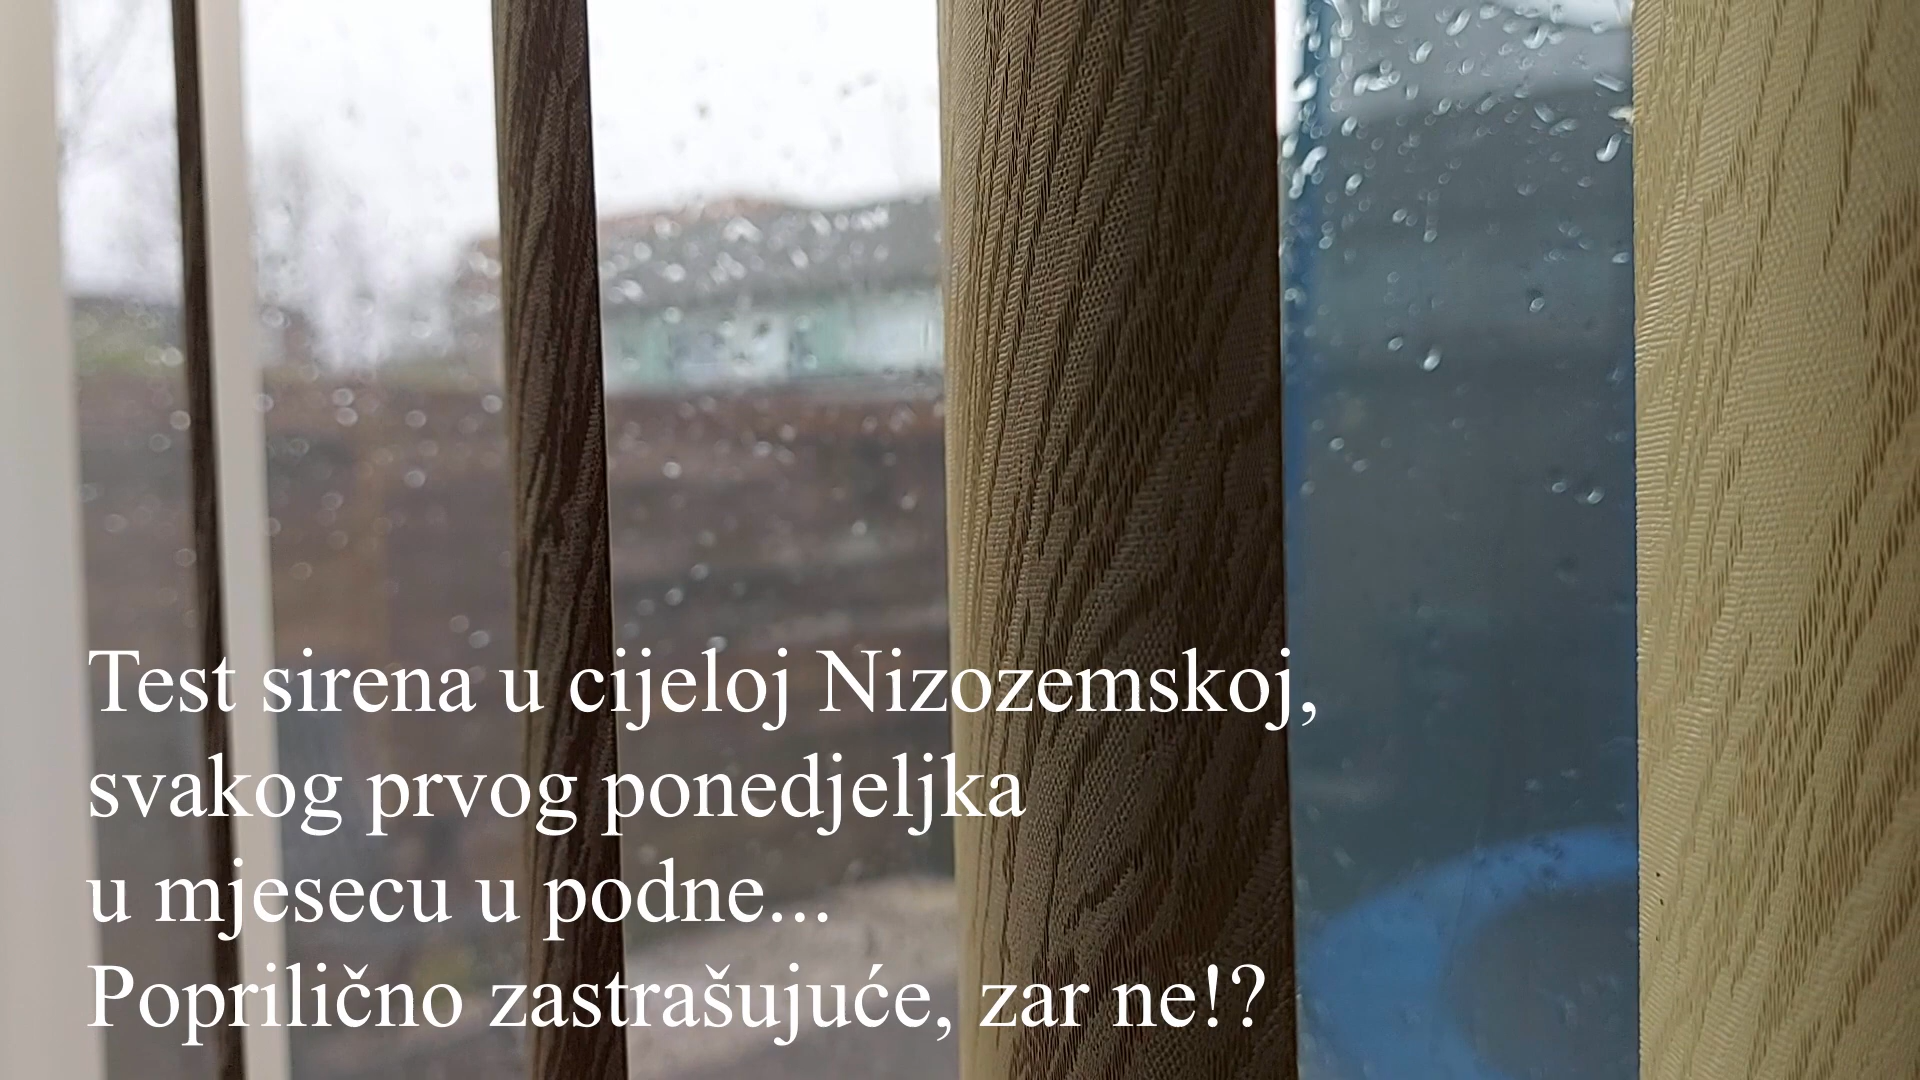 Test sirena u cijeloj Nizozemskoj,
svakog prvog ponedjeljka
u mjesecu u podne...
Poprilično zastrašujuće, zar ne!?